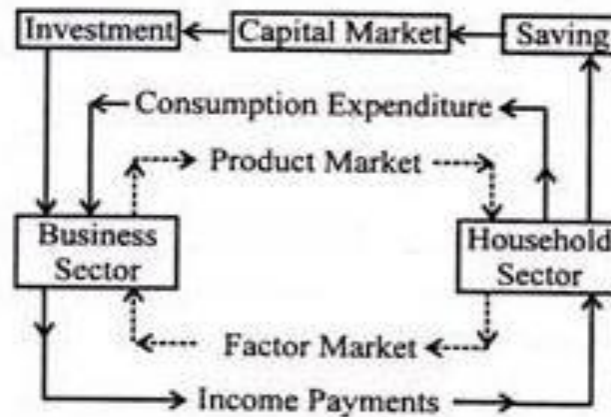 Investment
Capital Market
Saving
Consumption Expenditure
Product Market
Business
Sector
Household
Sector
Factor Market
Income Payments